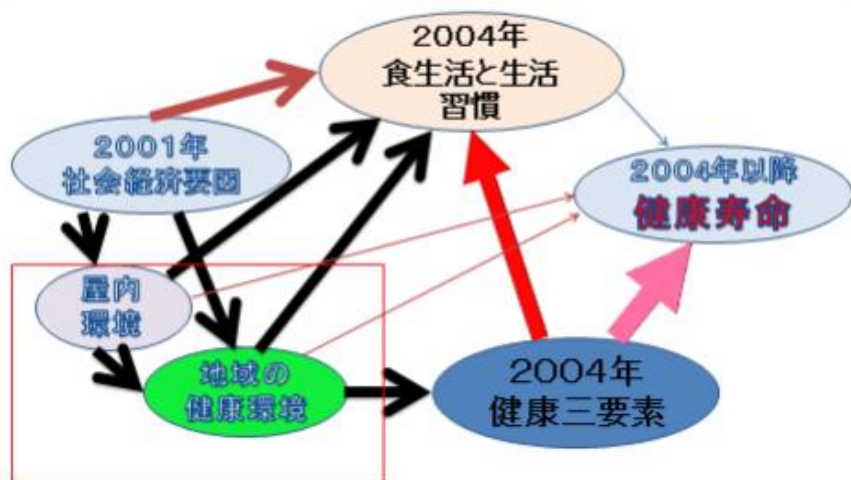 2004年
食生活と生活
習慣
2001年
社会経済要因
2004年以降
健康寿命
屋内
環境
地域の
健康環境
2004年
健康三要素